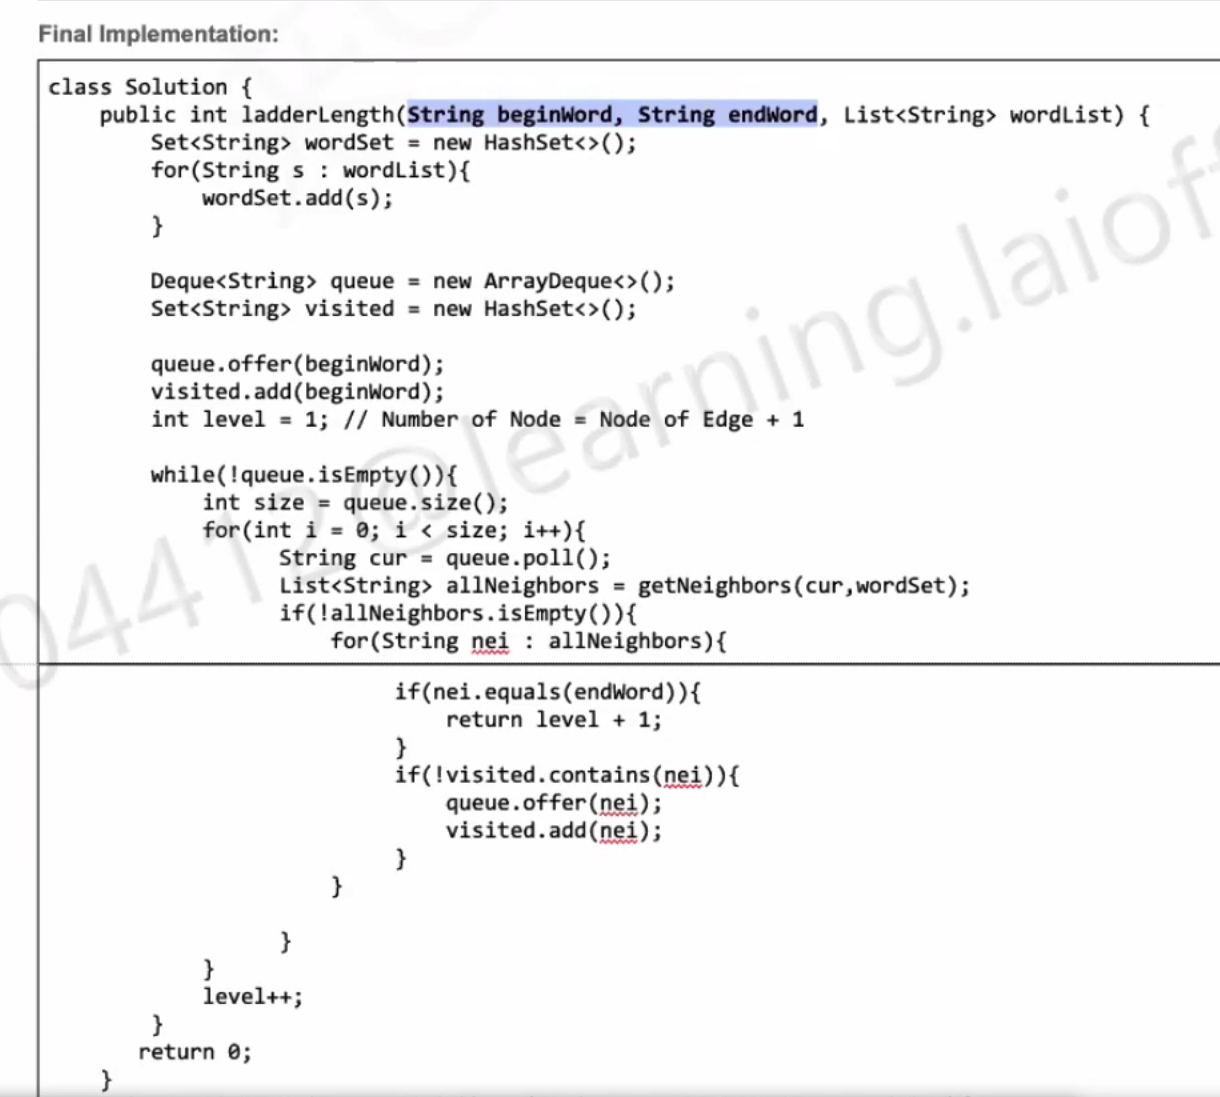 Final Implementation:
class Solution {
    public int ladderLength(String beginWord, String endWord, List<String> wordList) {
        Set<String> wordSet = new HashSet<>();
        for(String s : wordList){
            wordSet.add(s);
        }

        Deque<String> queue = new ArrayDeque<>();
        Set<String> visited = new HashSet<>();

        queue.offer(beginWord);
        visited.add(beginWord);
        int level = 1; // Number of Node = Node of Edge + 1

        while(!queue.isEmpty()){
            int size = queue.size();
            for(int i = 0; i < size; i++){
                  String cur = queue.poll();
                  List<String> allNeighbors = getNeighbors(cur,wordSet);
                  if(!allNeighbors.isEmpty()){
                      for(String nei : allNeighbors){
                           if(nei.equals(endWord)){
                               return level + 1;
                           }
                           if(!visited.contains(nei)){
                               queue.offer(nei);
                               visited.add(nei);
                           }
                      }

                  }
            }
            level++;
        }
       return 0;
    }
04412@learning.laiof